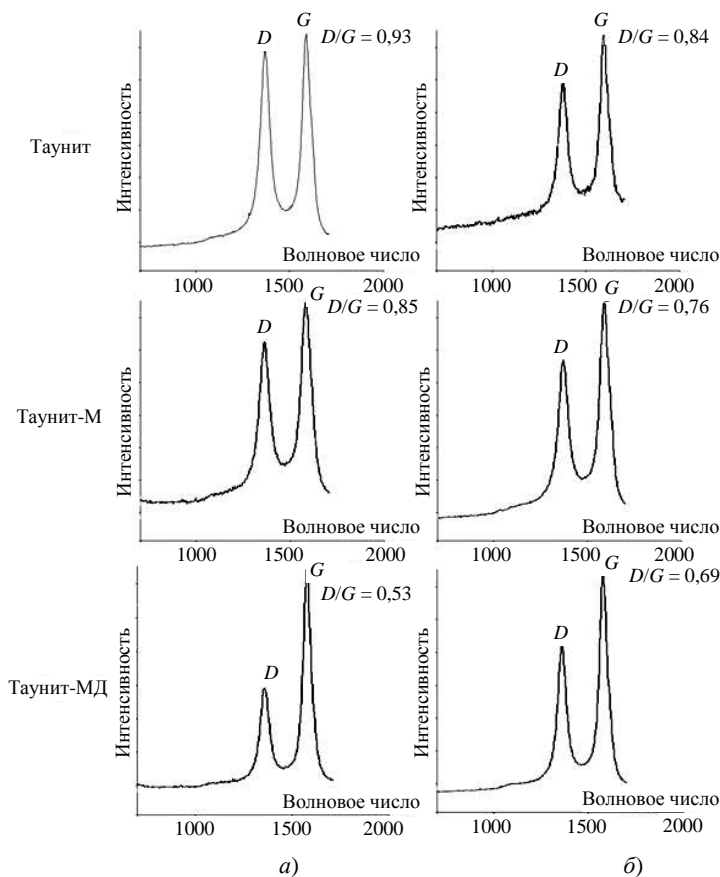 G
D
D/G = 0,93
Интенсивность
Волновое число
1000 1500 2000
G
D/G = 0,84
D
Интенсивность
Волновое число
1000 1500 2000
Таунит
G
D/G = 0,85
D
Интенсивность
Волновое число
1000 1500 2000
G
D/G = 0,76
D
Интенсивность
Волновое число
1000 1500 2000
Таунит-М
G
D/G = 0,53
D
Интенсивность
Волновое число
1000 1500 2000
G
D/G = 0,69
D
Интенсивность
Волновое число
1000 1500 2000
Таунит-МД
а)
б)